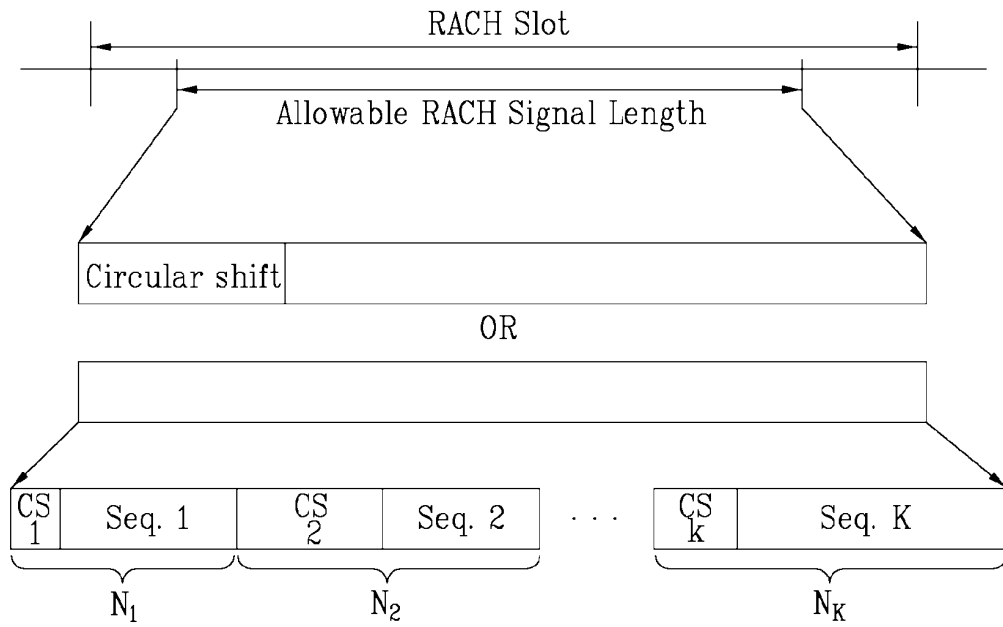 RACH Slot
Allowable RACH Signal Length
Circular shift
OR
CS 1
Seq. 1
CS 2
Seq. 2
. . .
CS k
Seq. K
N1
N2
NK